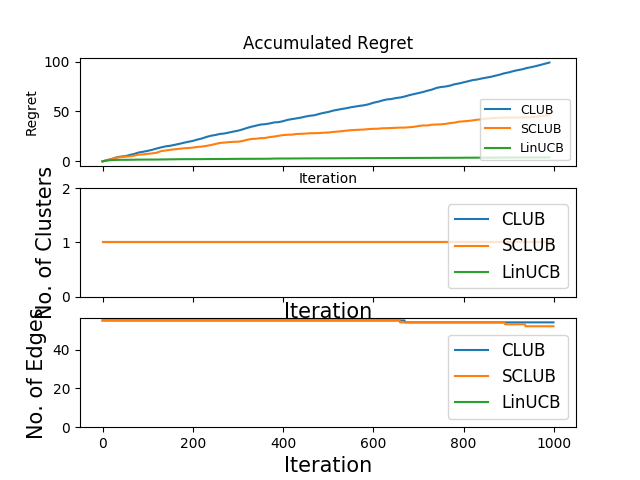 Accumulated Regret
Regret
100
50
0
CLUB
SCLUB
LinUCB
Iteration
No. of Clusters
2
1
0
CLUB
SCLUB
LinUCB
Iteration
No. of Edges
40
20
0
CLUB
SCLUB
LinUCB
0 200 400 600 800 1000
Iteration